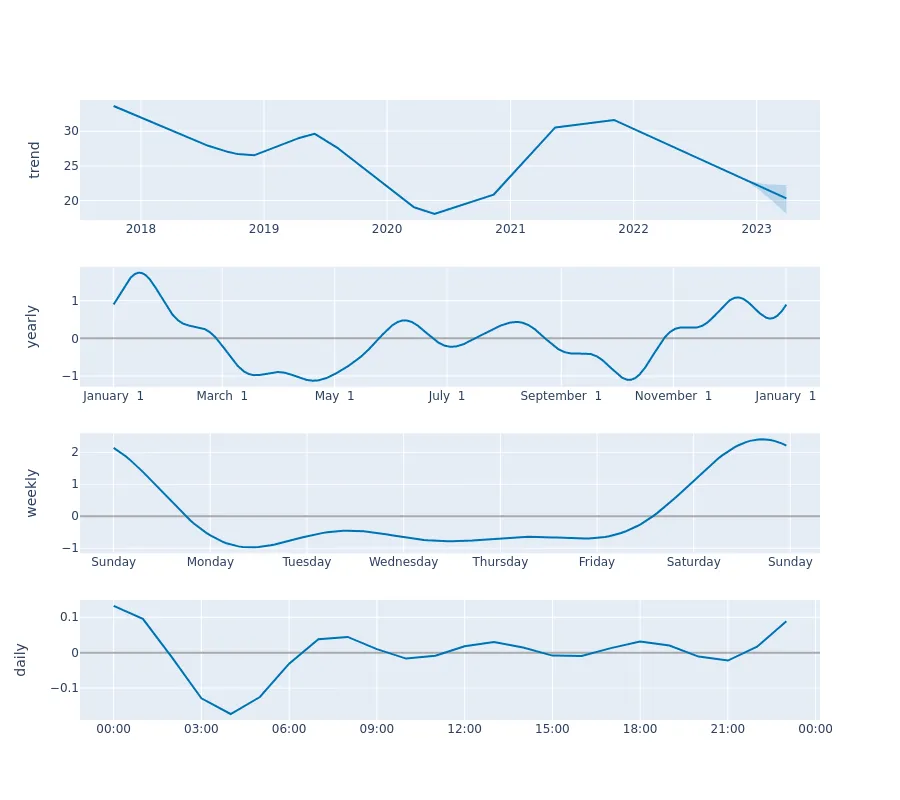 trend
30
25
20
2018 2019 2020 2021 2022 2023
yearly
1
0
−1
January 1 March 1 May 1 July 1 September 1 November 1 January 1
weekly
2
1
0
−1
Sunday Monday Tuesday Wednesday Thursday Friday Saturday Sunday
daily
0.1
0
−0.1
00:00 03:00 06:00 09:00 12:00 15:00 18:00 21:00 00:00